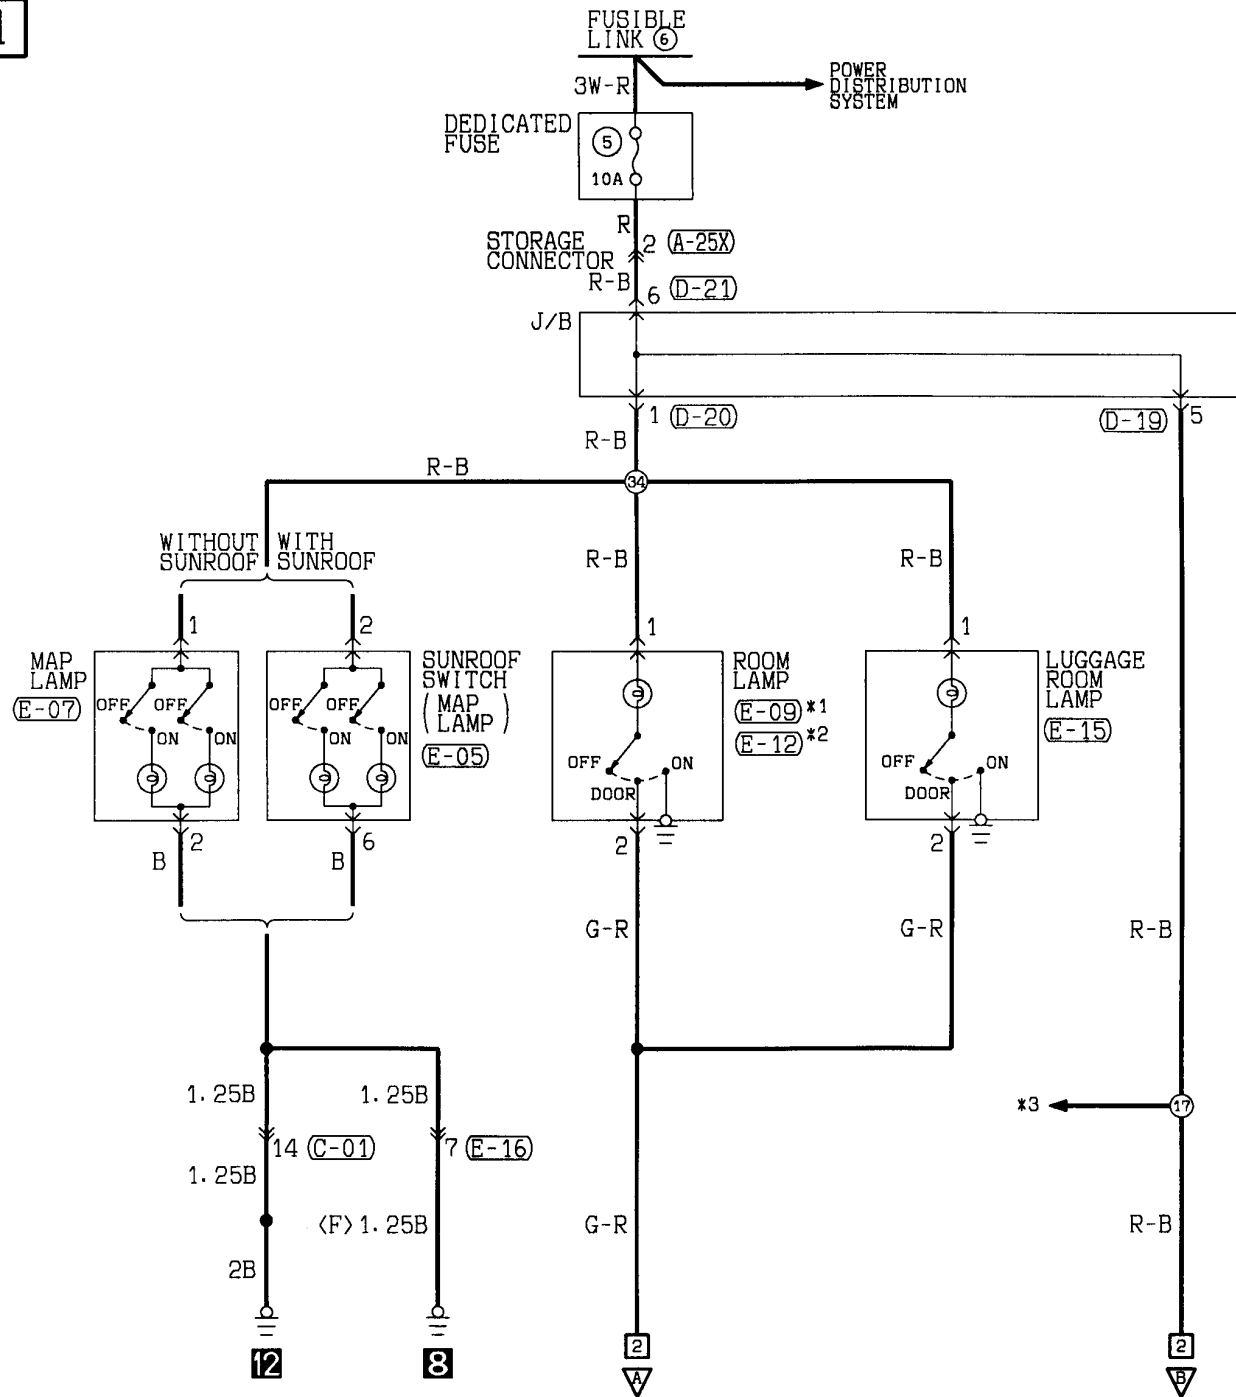 1
FUSIBLE
LINK ⑥
3W-R
POWER
DISTRIBUTION
SYSTEM
DEDICATED
FUSE
5
10A
R
2 A-25X
STORAGE
CONNECTOR
R-B
6 D-21
J/B
1 D-20
D-19 5
R-B
R-B
34
WITHOUT
SUNROOF
WITH
SUNROOF
R-B
R-B
1
2
1
1
MAP
LAMP
E-07
OFF
OFF
ON
ON
OFF
OFF
ON
ON
SUNROOF
SWITCH
(MAP
LAMP)
E-05
ROOM
LAMP
E-09 *1
E-12 *2
OFF
ON
DOOR
LUGGAGE
ROOM
LAMP
E-15
OFF
ON
DOOR
2
B
6
B
2
2
G-R
G-R
R-B
1.25B
1.25B
*3
17
14 C-01
7 E-16
1.25B
<F>1.25B
G-R
R-B
2B
12
8
2
A
2
B